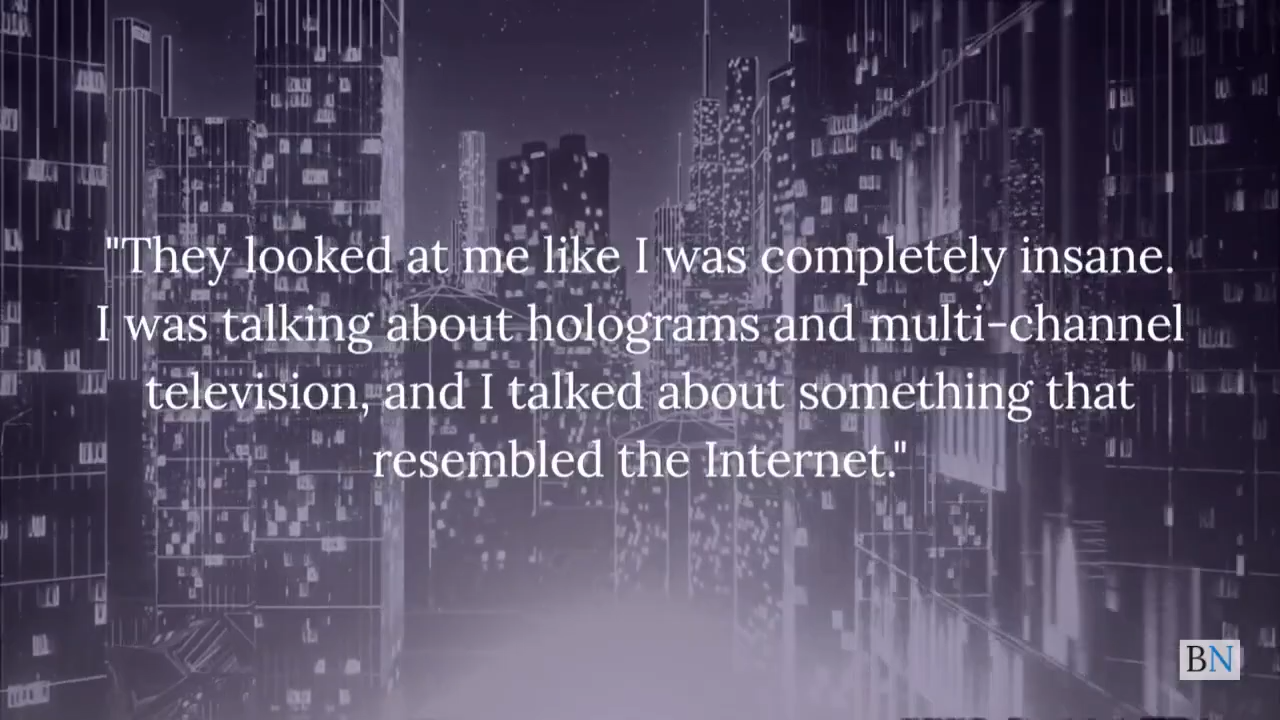 "They looked at me like I was completely insane.
I was talking about holograms and multi-channel
television, and I talked about something that
resembled the Internet."
BN